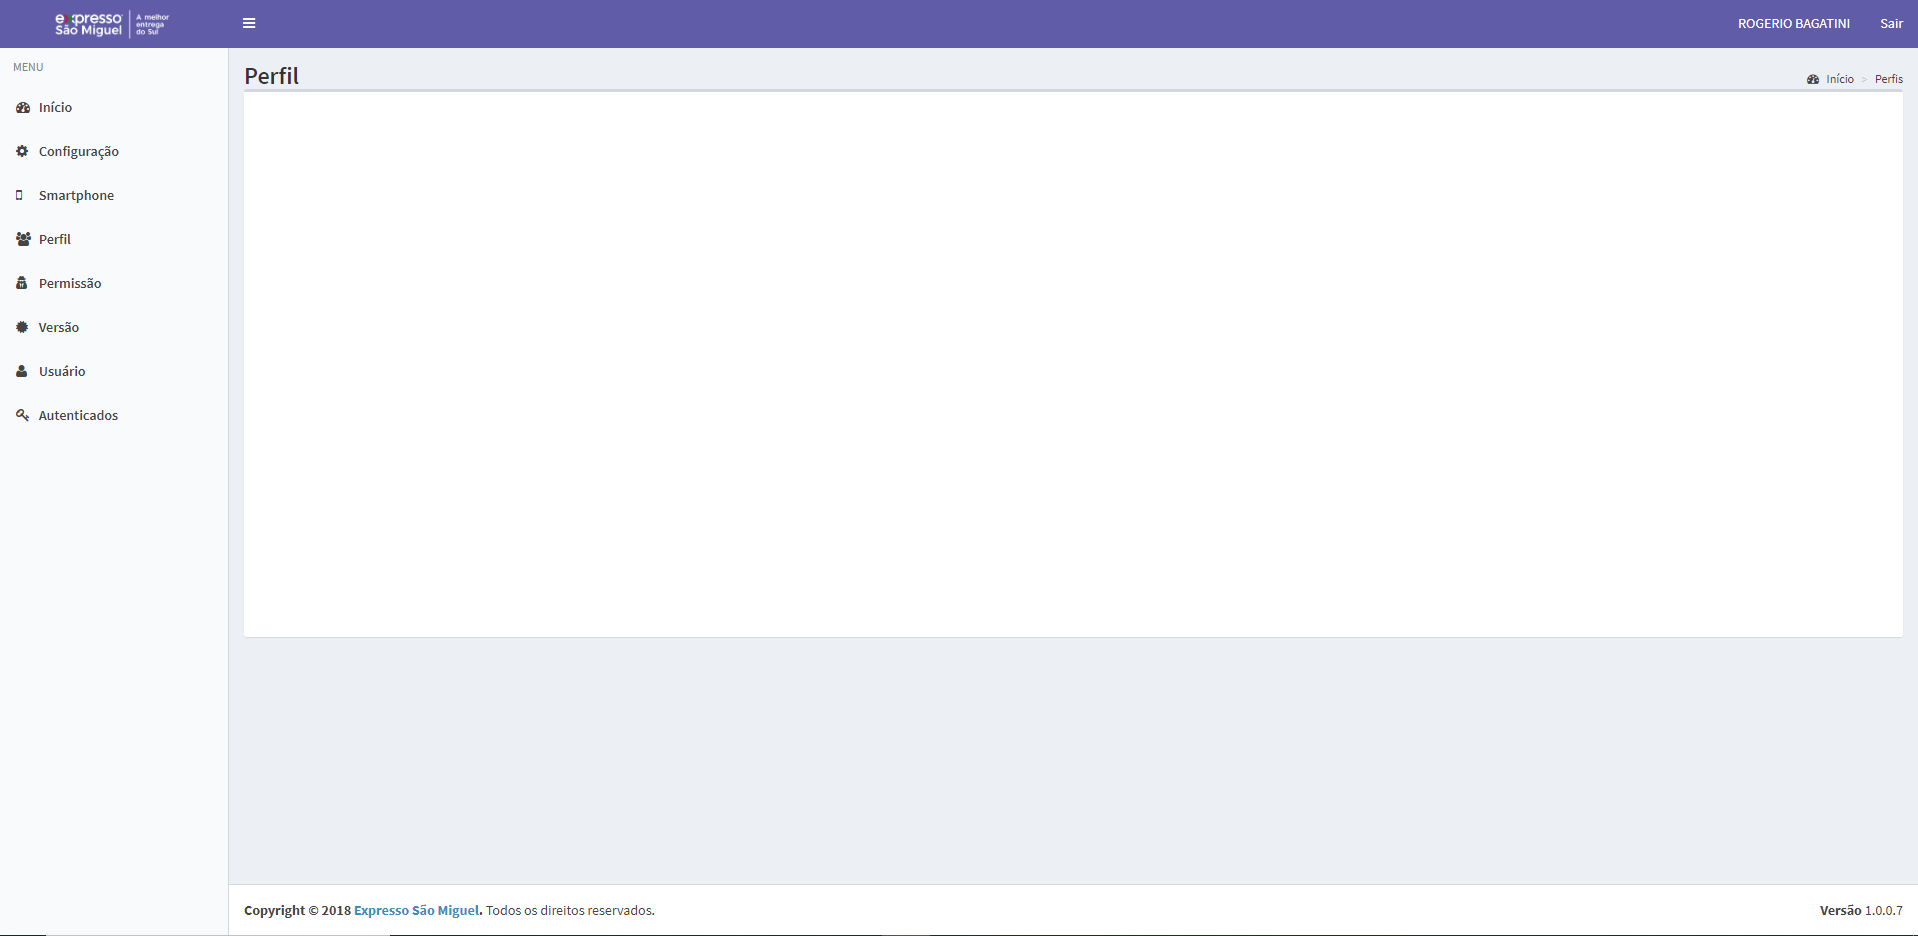 expresso
São Miguel
A melhor
entrega
do Sul
ROGERIO BAGATINI
Sair
MENU
Início
Configuração
Smartphone
Perfil
Permissão
Versão
Usuário
Autenticados
Perfil
Início > Perfis
Copyright © 2018 Expresso São Miguel. Todos os direitos reservados.
Versão 1.0.0.7